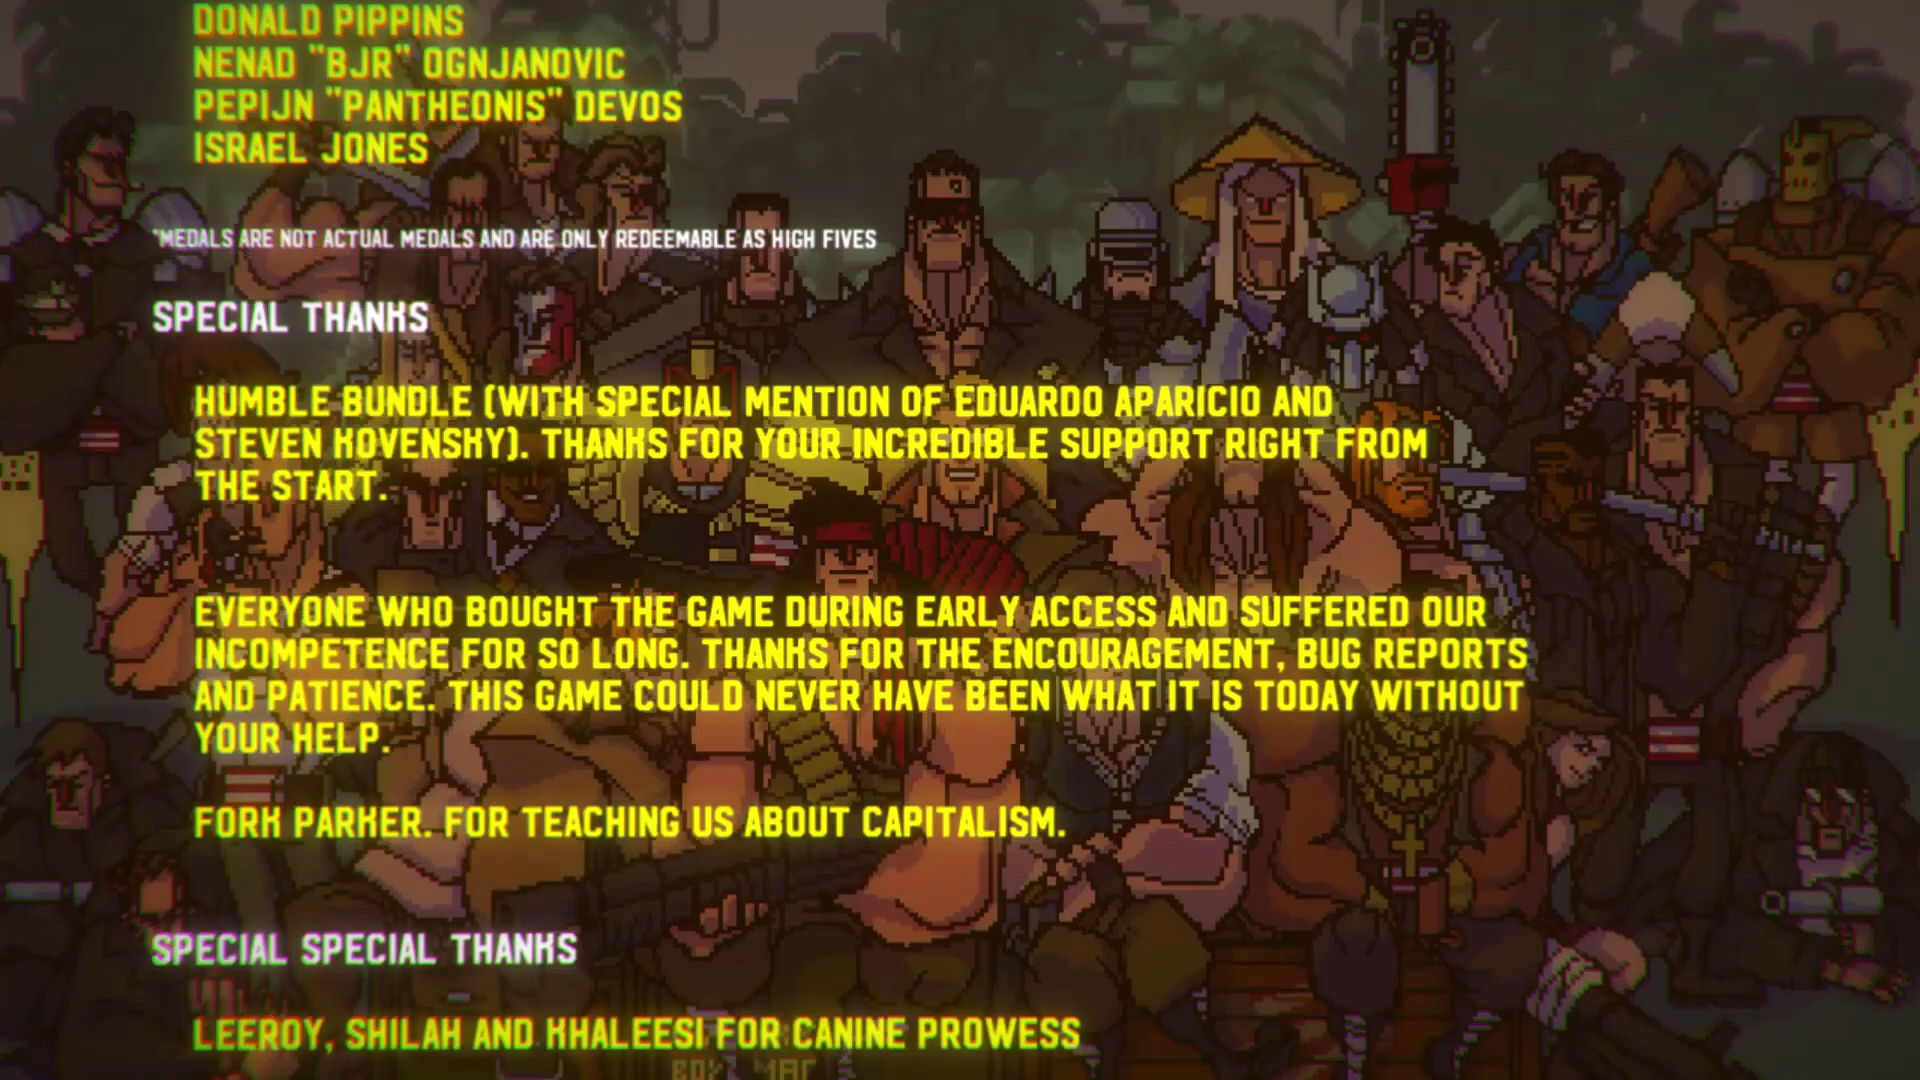 DONALD PIPPINS
NENAD "BJR" OGNJANOVIC
PEPIJN "PANTHEONIS" DEVOS
ISRAEL JONES
*MEDALS ARE NOT ACTUAL MEDALS AND ARE ONLY REDEEMABLE AS HIGH FIVES
SPECIAL THANKS
HUMBLE BUNDLE (WITH SPECIAL MENTION OF EDUARDO APARICIO AND
STEVEN KOVENSKY). THANKS FOR YOUR INCREDIBLE SUPPORT RIGHT FROM
THE START.
EVERYONE WHO BOUGHT THE GAME DURING EARLY ACCESS AND SUFFERED OUR
INCOMPETENCE FOR SO LONG. THANKS FOR THE ENCOURAGEMENT, BUG REPORTS
AND PATIENCE. THIS GAME COULD NEVER HAVE BEEN WHAT IT IS TODAY WITHOUT
YOUR HELP.
FORK PARKER. FOR TEACHING US ABOUT CAPITALISM.
SPECIAL SPECIAL THANKS
LEEROY, SHILAH AND KHALEESI FOR CANINE PROWESS